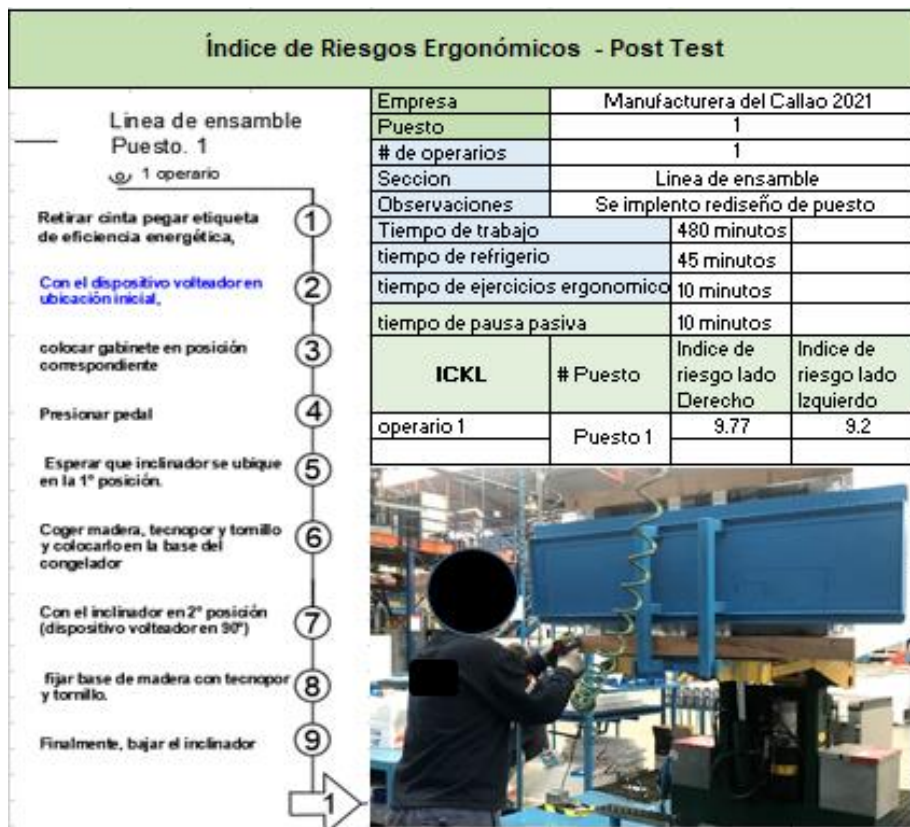 Índice de Riesgos Ergonómicos - Post Test
Linea de ensamble
Puesto. 1
1 operario
1
Retirar cinta pegar etiqueta
de eficiencia energética,
2
Con el dispositivo volteador en
ubicación inicial,
3
colocar gabinete en posición
correspondiente
4
Presionar pedal
5
Esperar que inclinador se ubique
en la 1° posición.
6
Coger madera, tecnopor y tornillo
y colocarlo en la base del
congelador
7
Con el inclinador en 2° posición
(dispositivo volteador en 90°)
8
fijar base de madera con tecnopor
y tornillo.
9
Finalmente, bajar el inclinador
1
Empresa Manufacturera del Callao 2021
Puesto 1
# de operarios 1
Seccion Linea de ensamble
Observaciones Se implento rediseño de puesto
Tiempo de trabajo 480 minutos
tiempo de refrigerio 45 minutos
tiempo de ejercicios ergonomico 10 minutos
tiempo de pausa pasiva 10 minutos
ICKL # Puesto
Indice de riesgo lado Derecho
Indice de riesgo lado Izquierdo
operario 1 Puesto 1 9.77 9.2